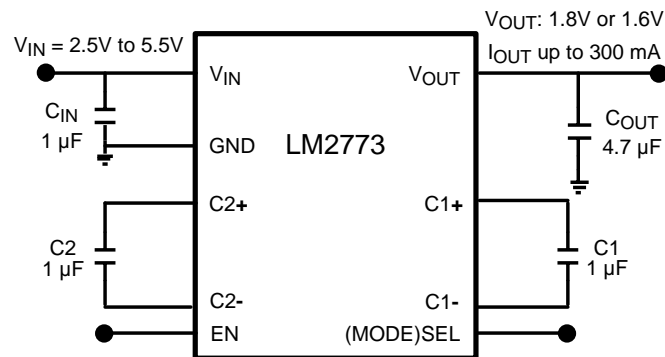 VOUT: 1.8V or 1.6V
VIN = 2.5V to 5.5V
IOUT up to 300 mA
VIN
VOUT
CIN
1 µF
COUT
4.7 µF
GND
LM2773
C2+
C1+
C2
1 µF
C1
1 µF
C2-
C1-
EN
(MODE)SEL